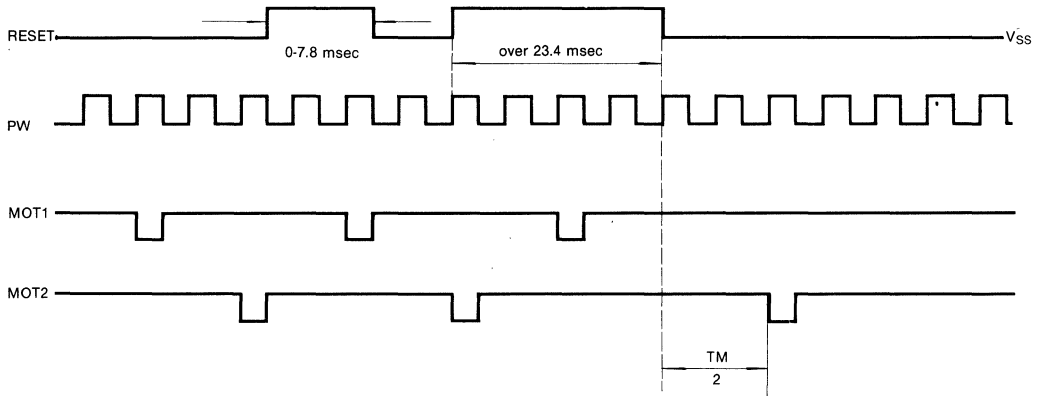 RESET
0-7.8 msec
over 23.4 msec
VSS
PW
MOT1
MOT2
TM
2